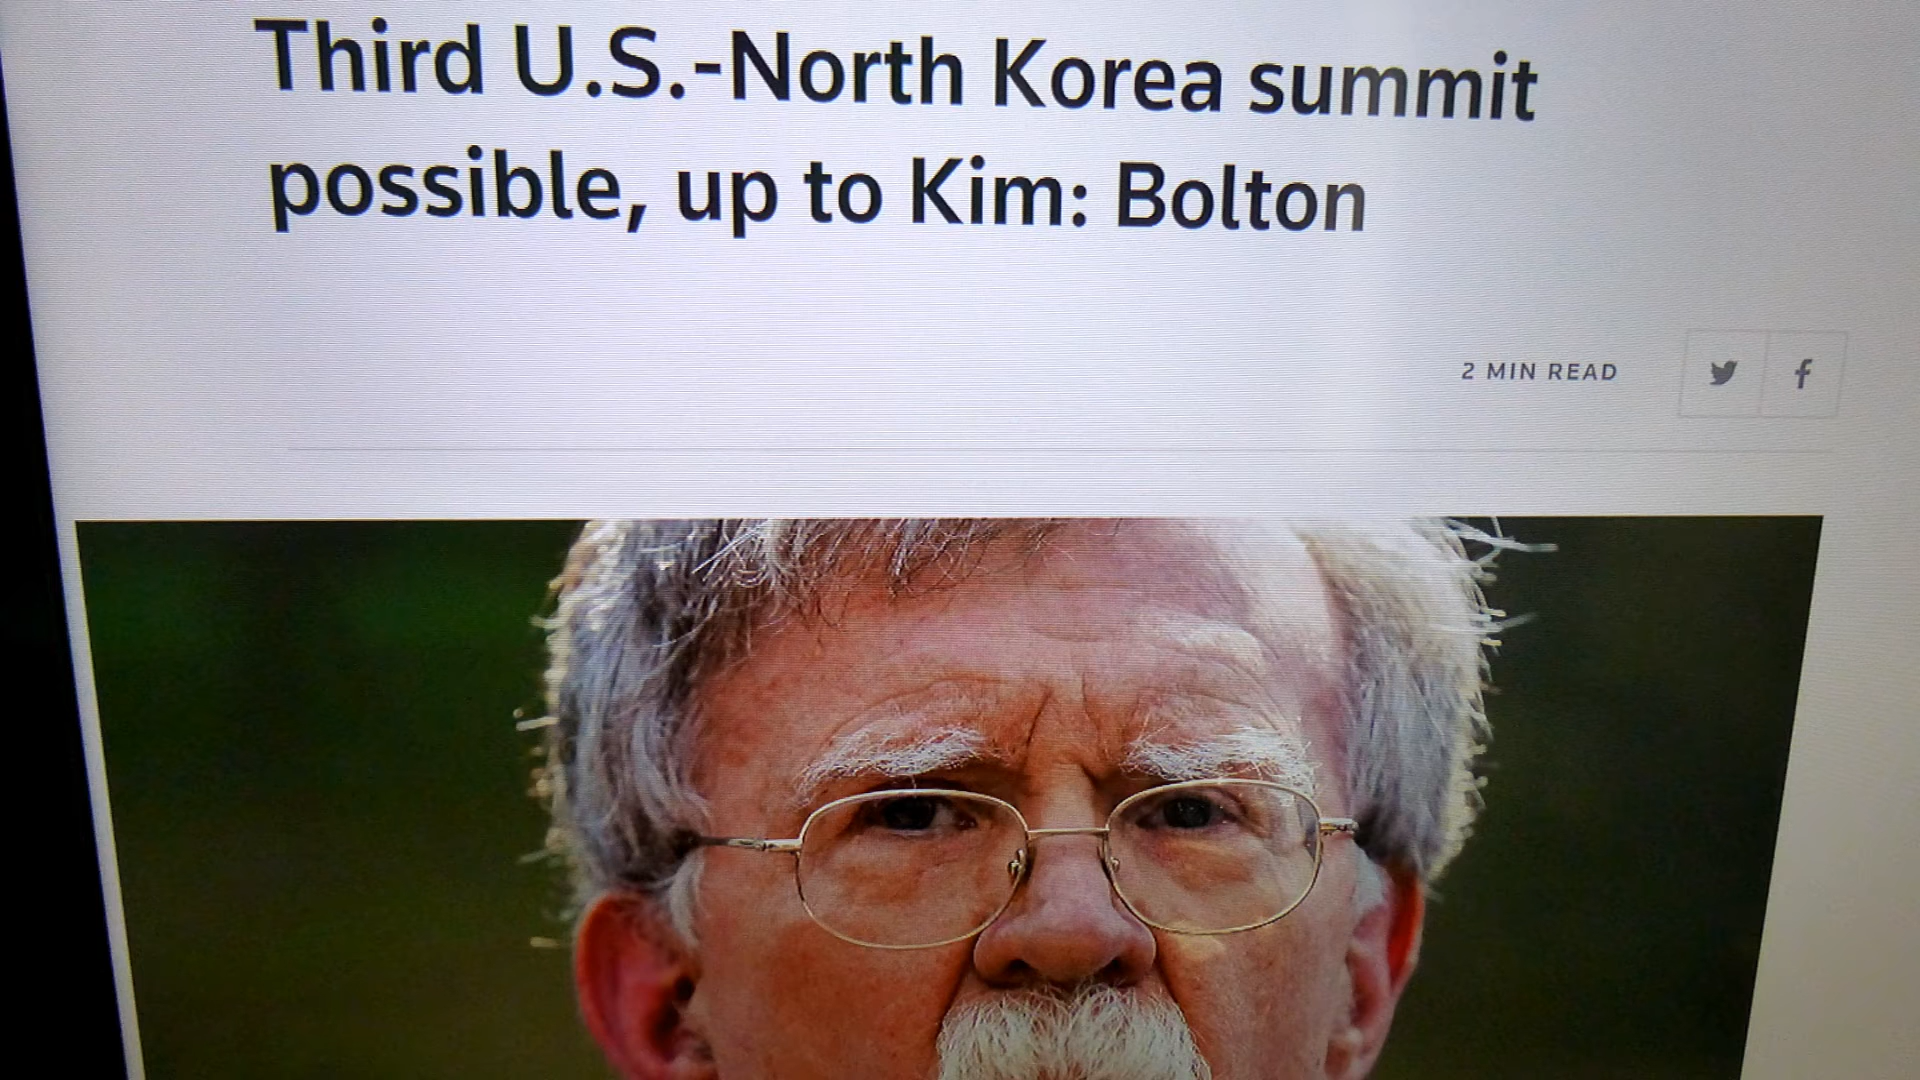 Third U.S.-North Korea summit
possible, up to Kim: Bolton
2 MIN READ